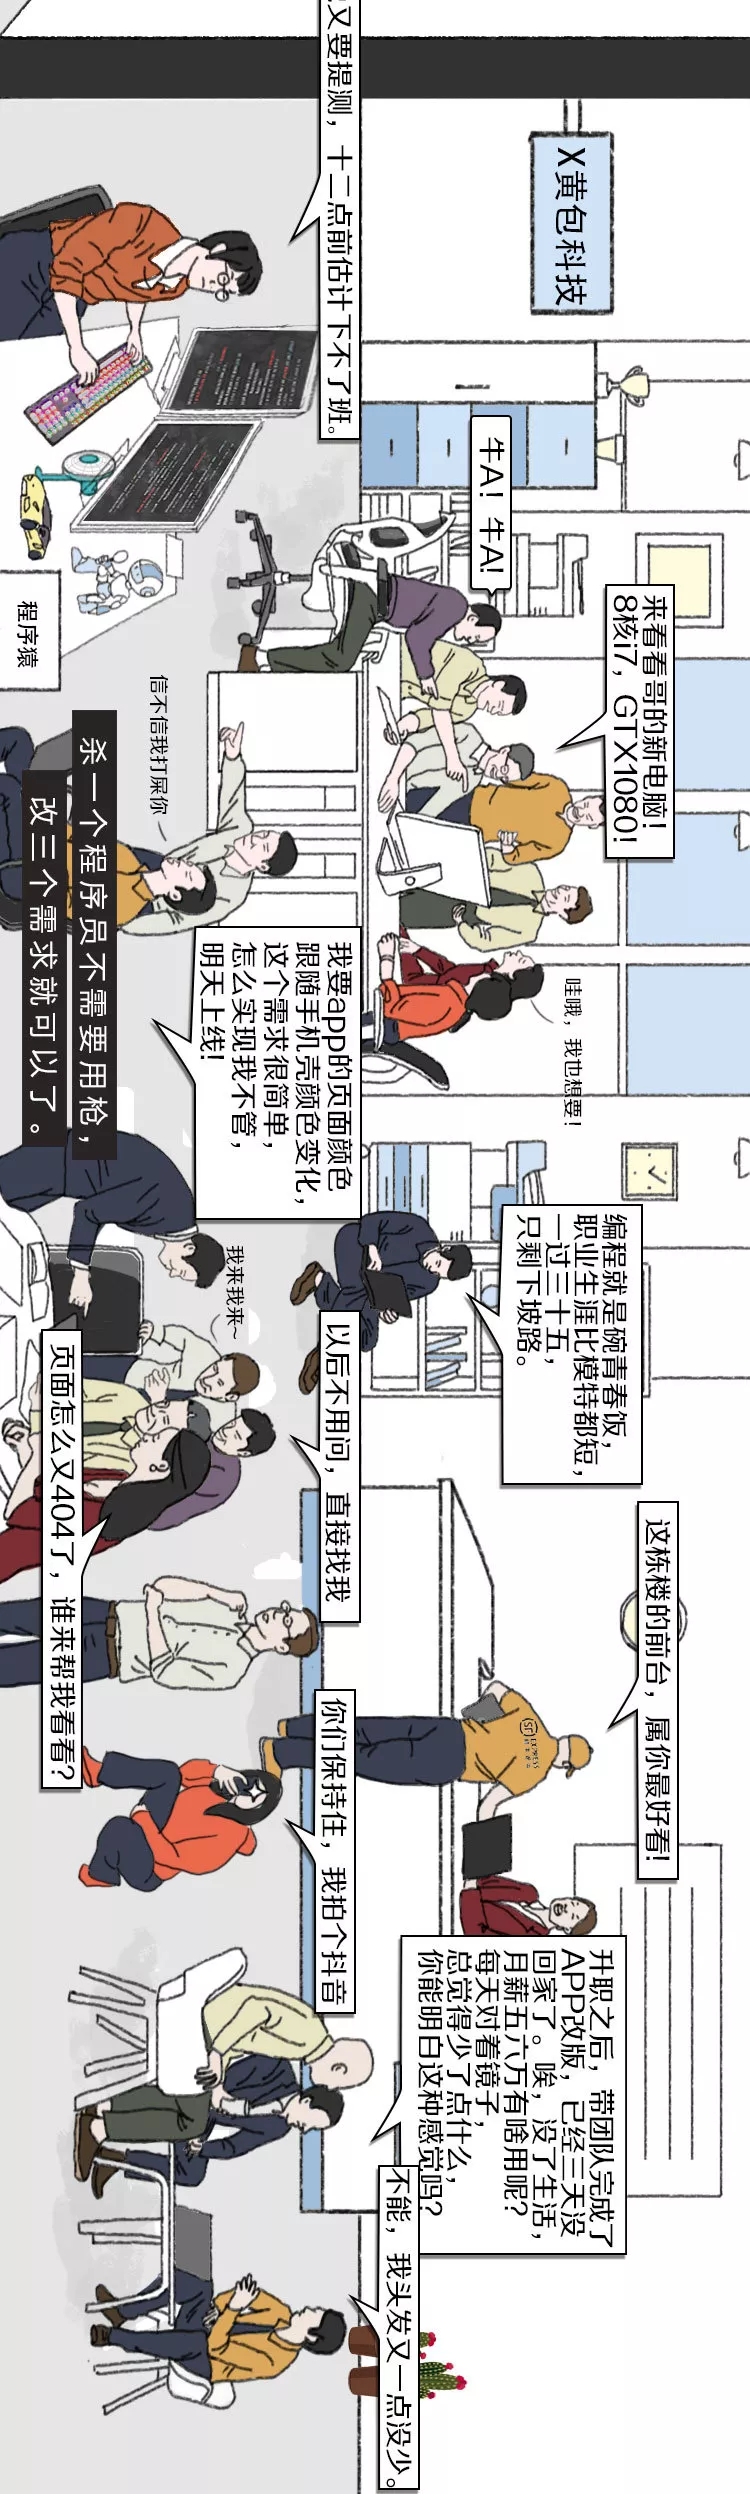 又要提测，十二点前估计下不了班。
X黄包科技
牛A！牛A！
来看看哥的新电脑！
8核i7，GTX1080！
程序猿
信不信我打屎你
杀一个程序员不需要用枪，
改三个需求就可以了。
我要app的页面颜色
跟随手机壳颜色变化，
这个需求很简单，
怎么实现我不管，
明天上线！
哇哦，我也想要！
编程就是碗青春饭，
职业生涯比模特都短，
一过三十五，
只剩下坡路。
我来我来~
以后不用问，直接找我
页面怎么又404了，谁来帮我看看？
这栋楼的前台，属你最好看！
SF EXPRESS
你们保持住，我拍个抖音
升职之后，带团队完成了
APP改版，已经三天没
回家了。唉，没了生活，
月薪五六万有啥用呢？
每天对着镜子，
总觉得少了点什么，
你能明白这种感觉吗？
不能，我头发又一点没少。